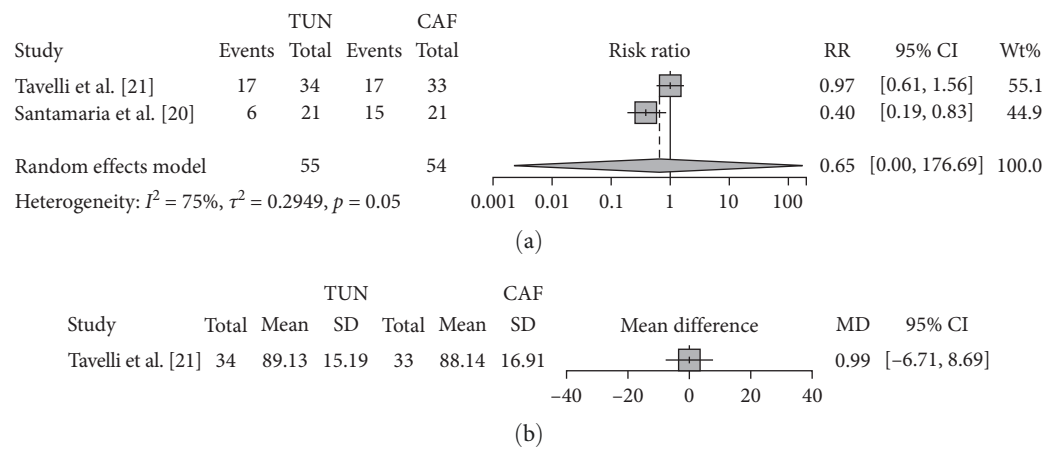 TUN CAF
Study Events Total Events Total Risk ratio RR 95% CI Wt%
Tavelli et al. [21] 17 34 17 33 0.97 [0.61, 1.56] 55.1
Santamaria et al. [20] 6 21 15 21 0.40 [0.19, 0.83] 44.9
Random effects model 55 54 0.65 [0.00, 176.69] 100.0
Heterogeneity: I² = 75%, τ² = 0.2949, p = 0.05
0.001 0.01 0.1 1 10 100
(a)
TUN CAF
Study Total Mean SD Total Mean SD Mean difference MD 95% CI
Tavelli et al. [21] 34 89.13 15.19 33 88.14 16.91 0.99 [−6.71, 8.69]
−40 −20 0 20 40
(b)